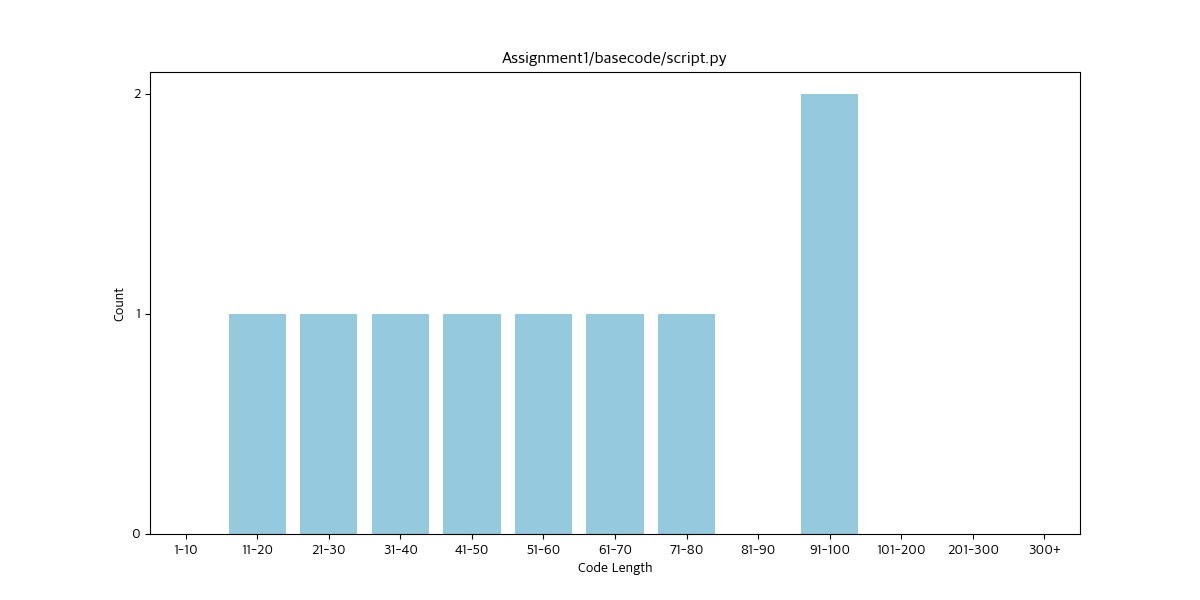 Assignment1/basecode/script.py
Count
2
1
0
1-10 11-20 21-30 31-40 41-50 51-60 61-70 71-80 81-90 91-100 101-200 201-300 300+
Code Length